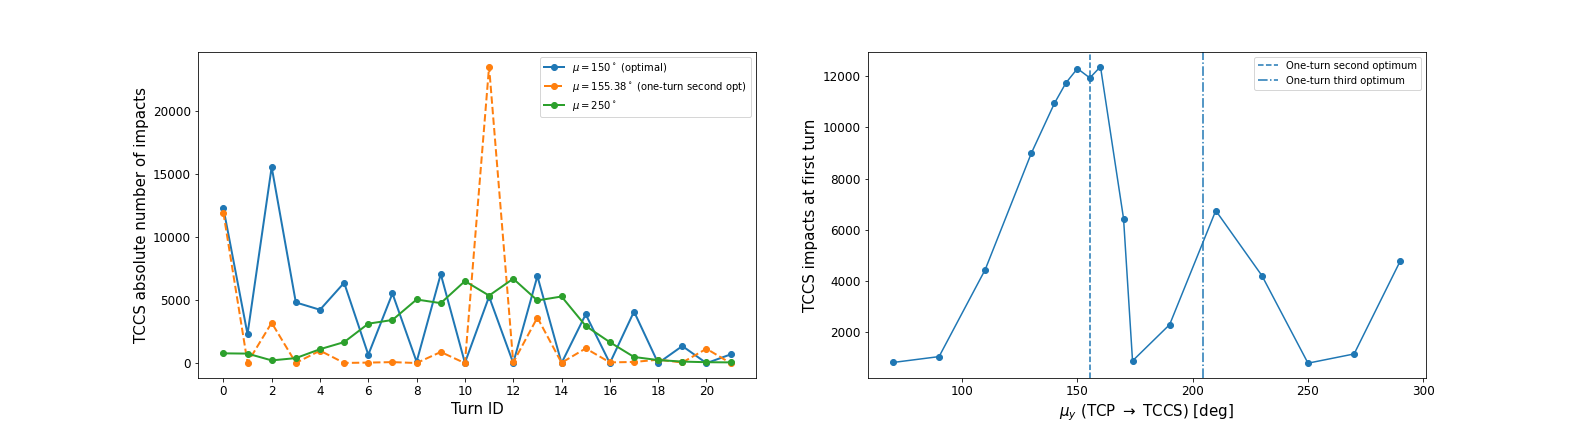 TCCS absolute number of impacts
20000
15000
10000
5000
0
0 2 4 6 8 10 12 14 16 18 20
Turn ID
μ = 150° (optimal)
μ = 155.38° (one-turn second opt)
μ = 250°
TCCS impacts at first turn
12000
10000
8000
6000
4000
2000
100 150 200 250 300
μy (TCP → TCCS) [deg]
One-turn second optimum
One-turn third optimum